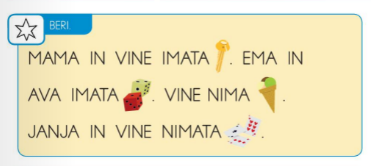 BERI.
MAMA IN VINE IMATA . EMA IN
AVA IMATA . VINE NIMA .
JANJA IN VINE NIMATA .